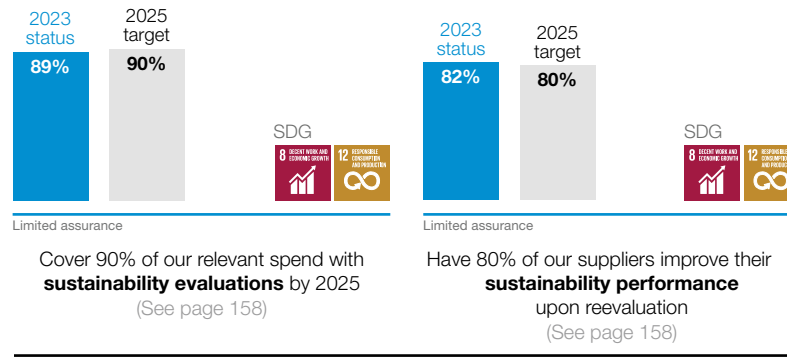 2023
status
2025
target
89%
90%
SDG
8 DECENT WORK AND
ECONOMIC GROWTH
12 RESPONSIBLE
CONSUMPTION
AND PRODUCTION
Limited assurance
Cover 90% of our relevant spend with
sustainability evaluations by 2025
(See page 158)
2023
status
2025
target
82%
80%
SDG
8 DECENT WORK AND
ECONOMIC GROWTH
12 RESPONSIBLE
Limited assurance
Have 80% of our suppliers improve their
sustainability performance
upon reevaluation
(See page 158)